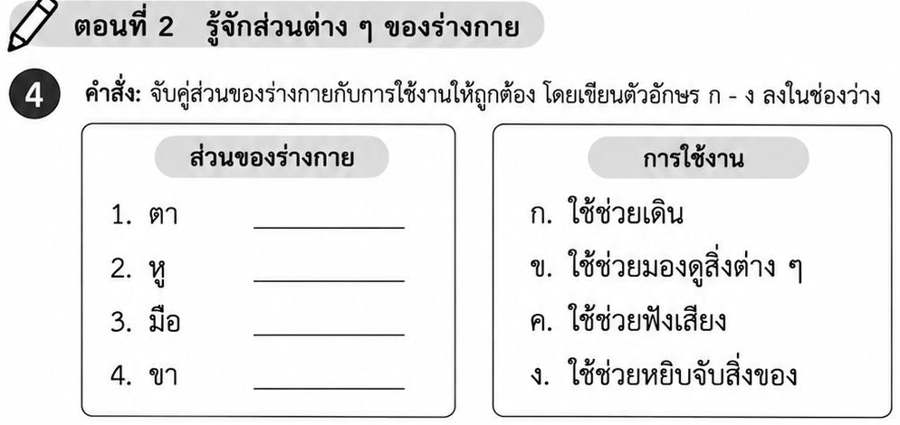 ตอนที่ 2 รู้จักส่วนต่าง ๆ ของร่างกาย
4 คำสั่ง: จับคู่ส่วนของร่างกายกับการใช้งานให้ถูกต้อง โดยเขียนตัวอักษร ก - ง ลงในช่องว่าง
ส่วนของร่างกาย
1. ตา
2. หู
3. มือ
4. ขา
การใช้งาน
ก. ใช้ช่วยเดิน
ข. ใช้ช่วยมองดูสิ่งต่าง ๆ
ค. ใช้ช่วยฟังเสียง
ง. ใช้ช่วยหยิบจับสิ่งของ